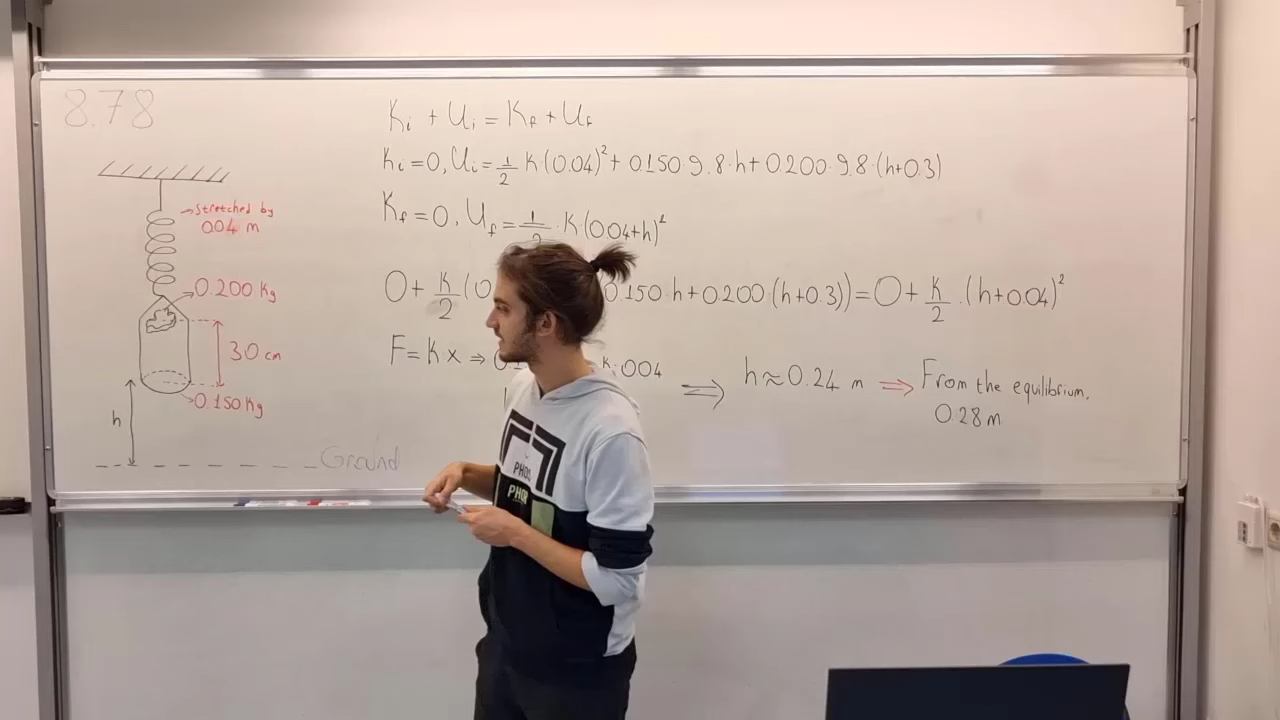 8.78
Ki + Ui = Kf + Uf
Ki = 0, Ui = 1/2 K (0.04)² + 0.150 9.8·h + 0.200·9.8·(h+0.3)
Kf = 0, Uf = 1/2·K·(0.04+h)²
0 + K/2 (0 0.150·h+0.200·(h+0.3)) = 0 + K/2·(h+0.04)²
F = K x ⇒ K·0.04
⇒ h ≈ 0.24 m ⇒ From the equilibrium,
0.28 m
→ Stretched by
0.04 m
0.200 Kg
30 cm
0.150 Kg
h
Ground
PHO
PHOR